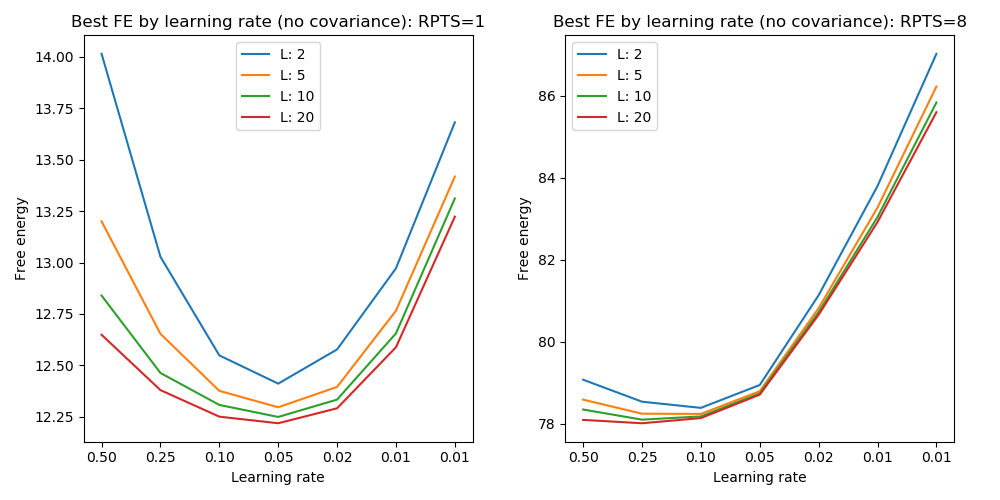 Best FE by learning rate (no covariance): RPTS=1
L: 2
L: 5
L: 10
L: 20
14.00
13.75
13.50
13.25
13.00
12.75
12.50
12.25
Free energy
0.50 0.25 0.10 0.05 0.02 0.01 0.01
Learning rate
Best FE by learning rate (no covariance): RPTS=8
L: 2
L: 5
L: 10
L: 20
86
84
82
80
78
Free energy
0.50 0.25 0.10 0.05 0.02 0.01 0.01
Learning rate